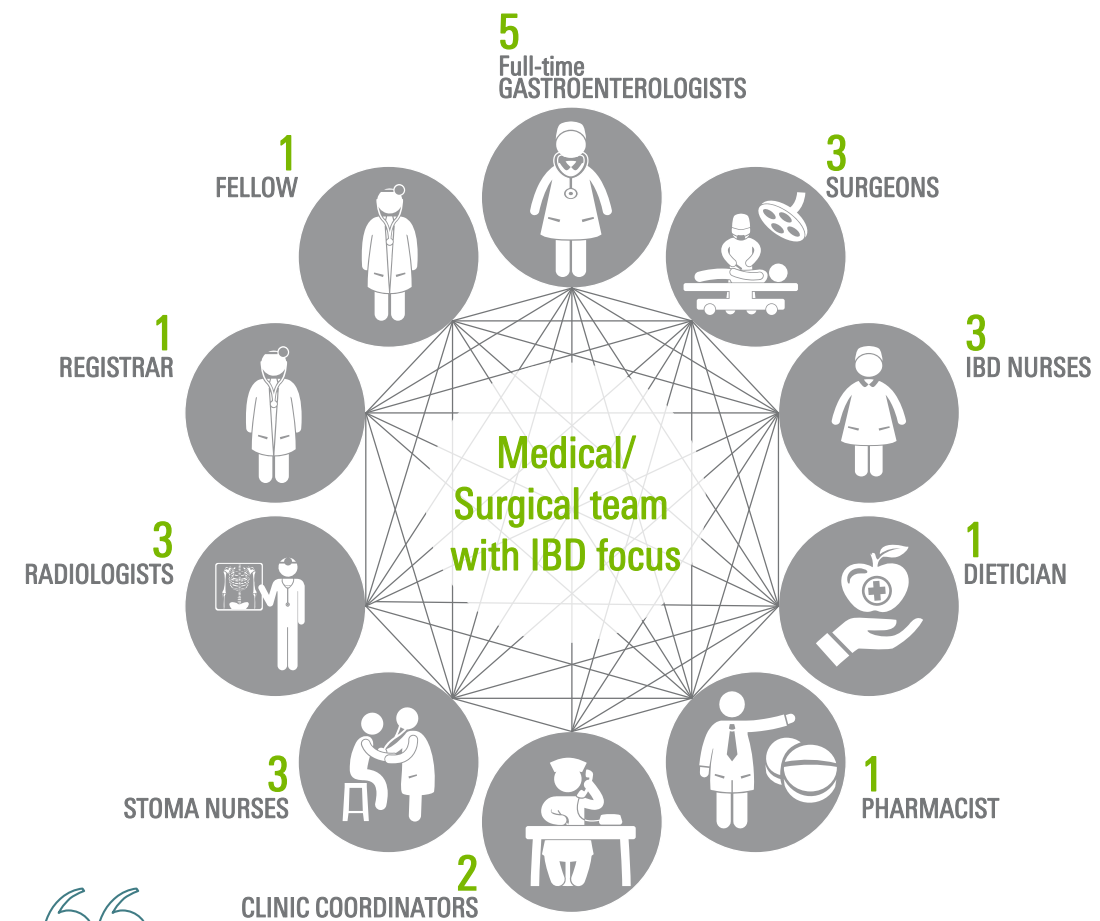 5
Full-time
GASTROENTEROLOGISTS
3
SURGEONS
3
IBD NURSES
1
DIETICIAN
1
PHARMACIST
2
CLINIC COORDINATORS
3
STOMA NURSES
3
RADIOLOGISTS
1
REGISTRAR
1
FELLOW
Medical/
Surgical team
with IBD focus
“